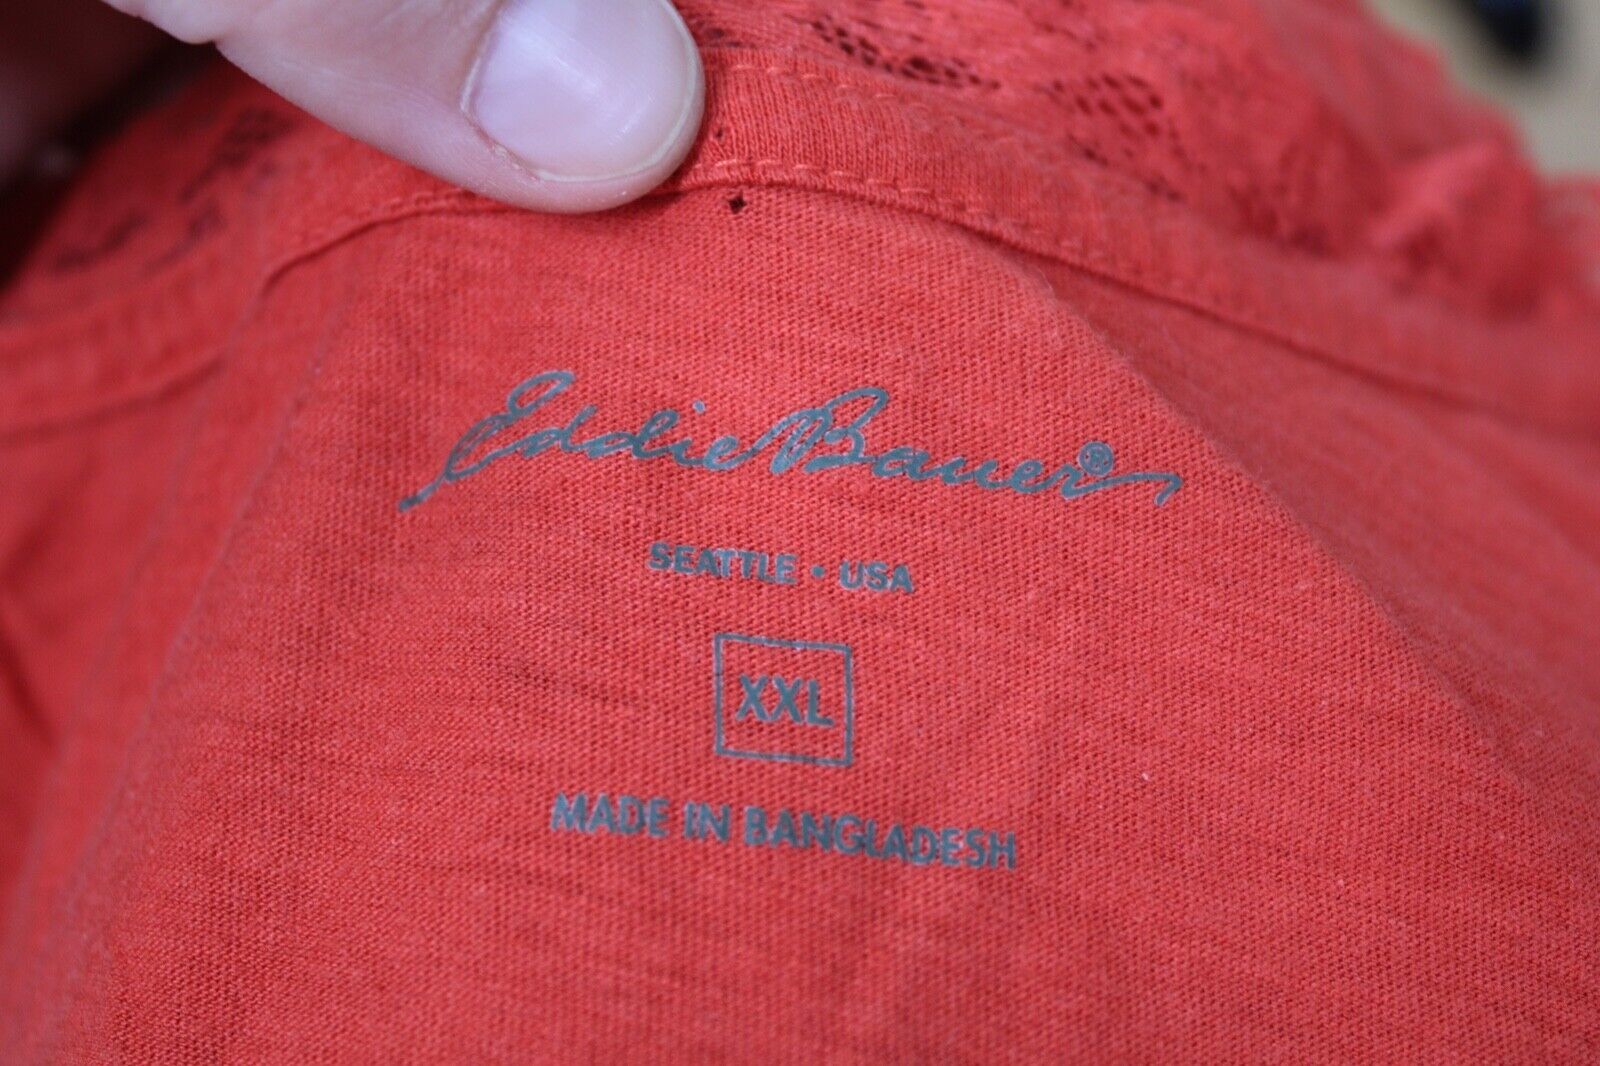 Eddie Bauer®
SEATTLE • USA
XXL
MADE IN BANGLADESH